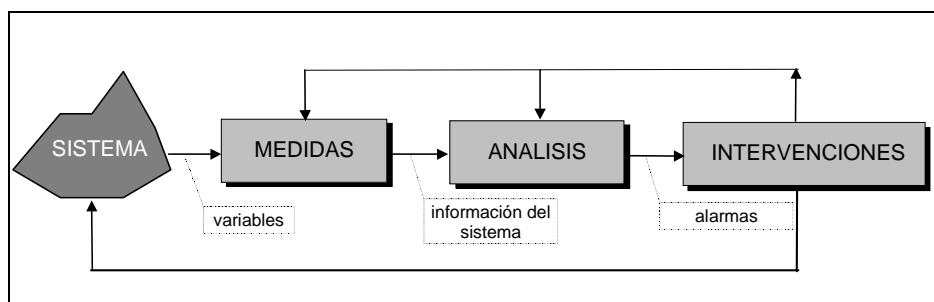 SISTEMA
MEDIDAS
ANALISIS
INTERVENCIONES
variables
información del
sistema
alarmas